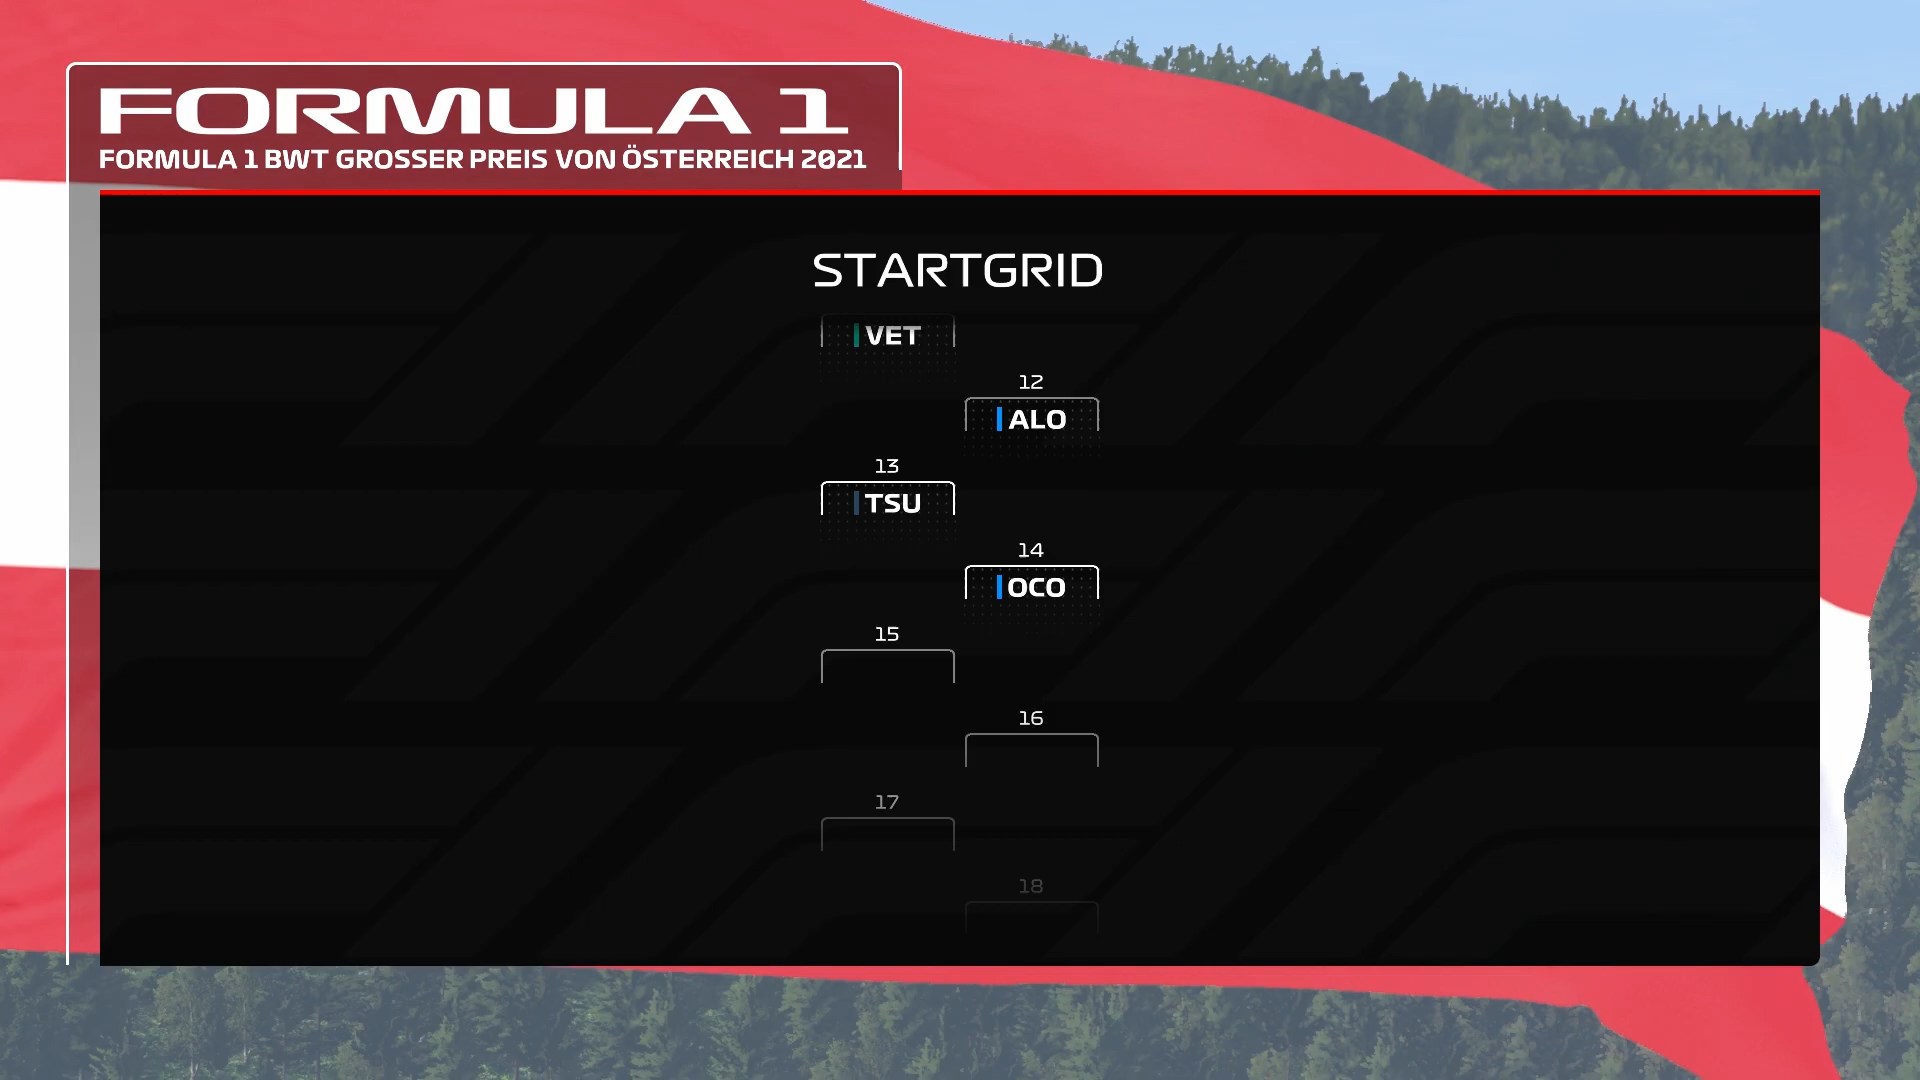 FORMULA 1
FORMULA 1 BWT GROSSER PREIS VON ÖSTERREICH 2021
STARTGRID
VET
12
ALO
13
TSU
14
OCO
15
16
17
18